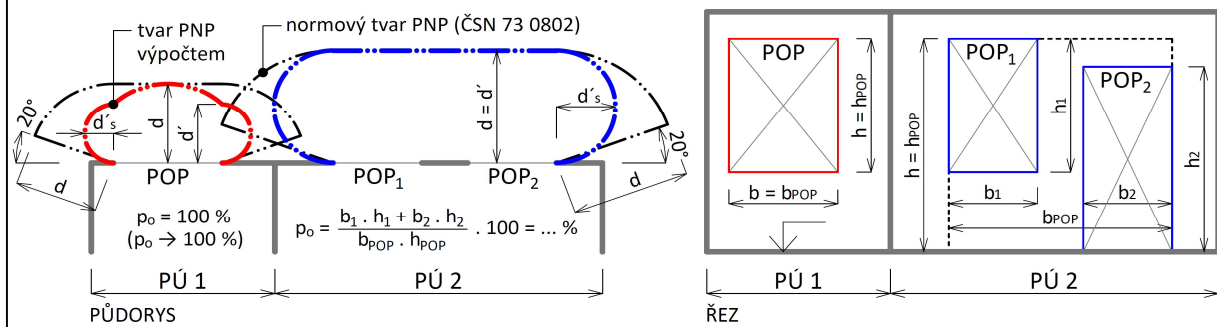 tvar PNP
výpočtem
normový tvar PNP (ČSN 73 0802)
20°
d´s
d
d´
d
POP
d = d´
d´s
20°
d
POP1
POP2
po = 100 %
(po → 100 %)
po = b1 . h1 + b2 . h2 / bPOP . hPOP . 100 = ... %
PÚ 1
PÚ 2
PŮDORYS
POP
h = hPOP
b = bPOP
h = hPOP
POP1
h1
POP2
h2
b1
b2
bPOP
PÚ 1
PÚ 2
ŘEZ